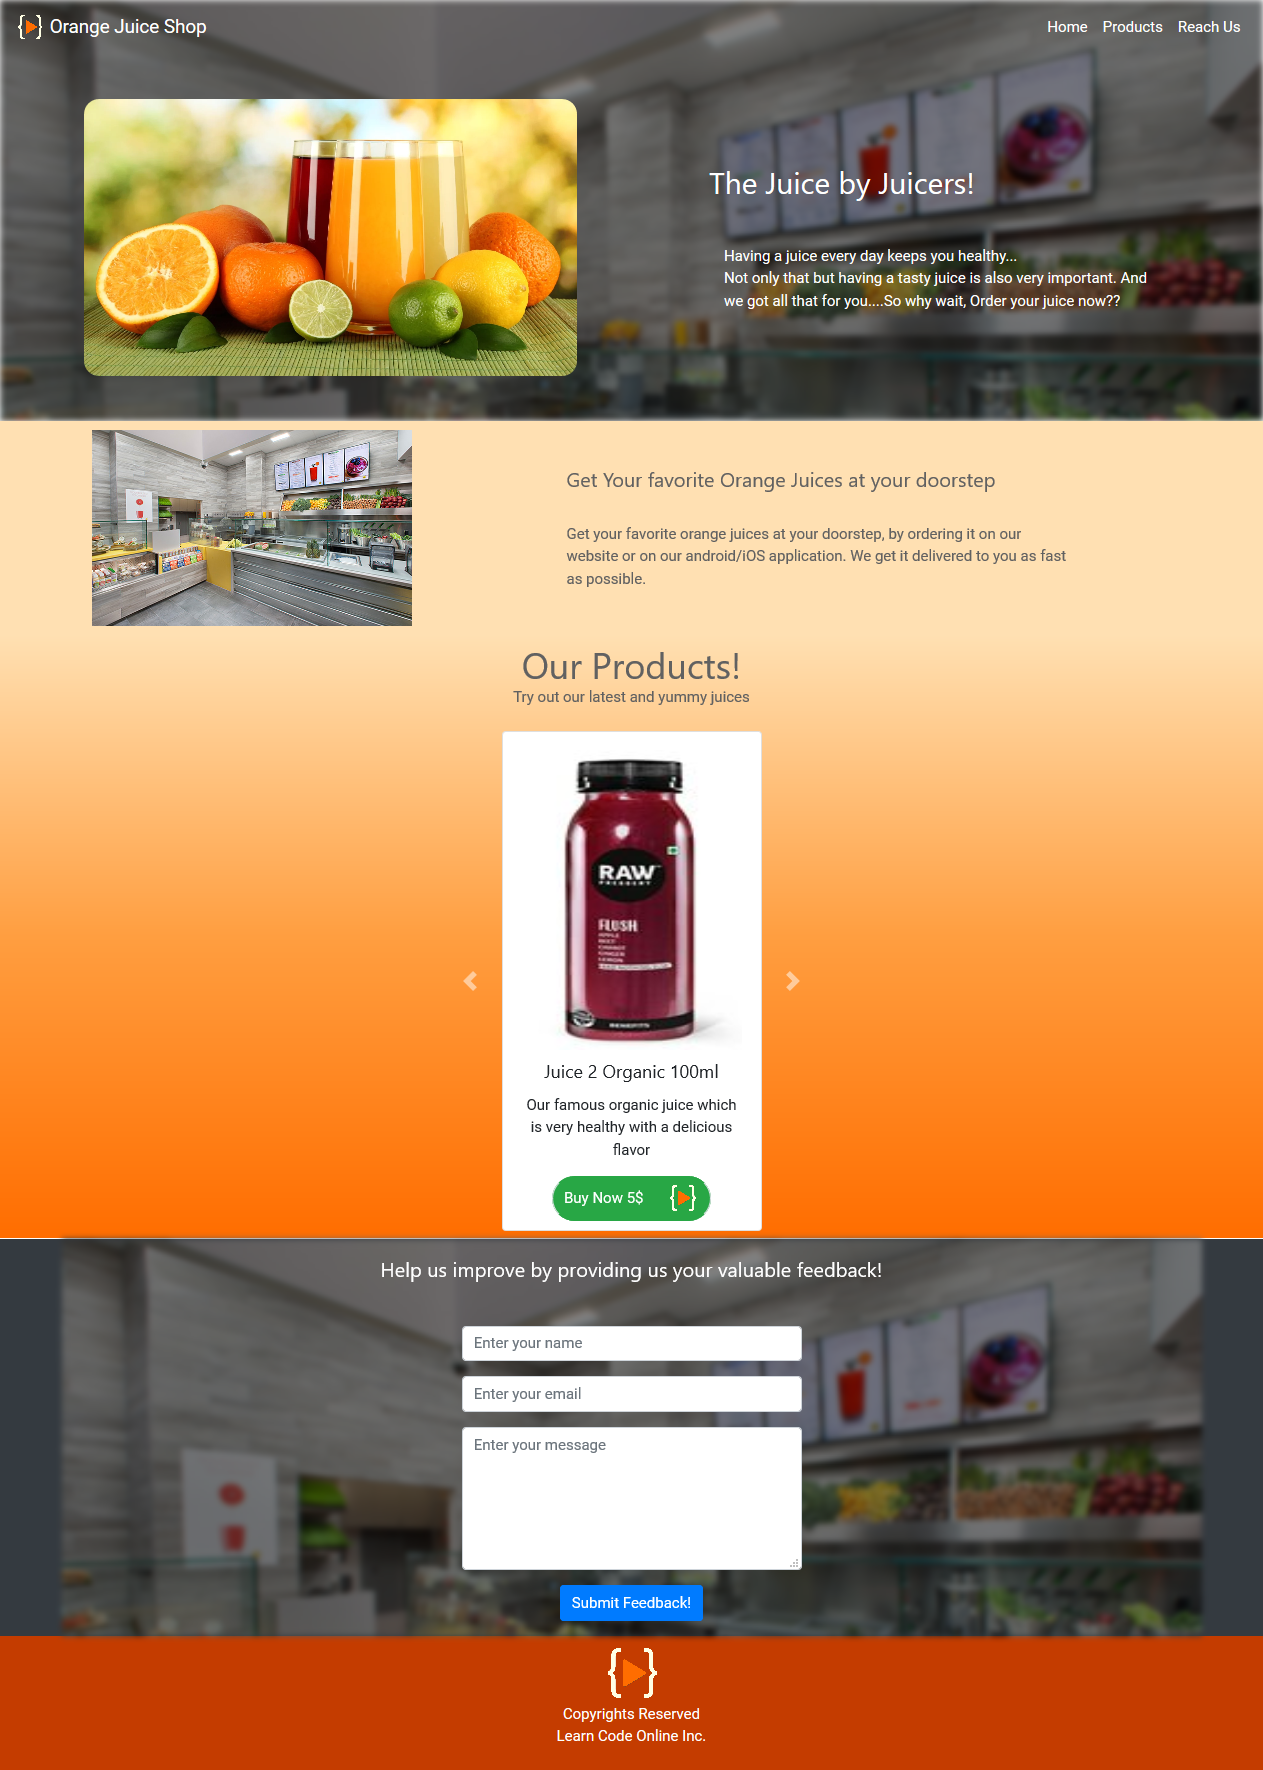 Orange Juice Shop
Home Products Reach Us
The Juice by Juicers!
Having a juice every day keeps you healthy...
Not only that but having a tasty juice is also very important. And
we got all that for you....So why wait, Order your juice now??
Get Your favorite Orange Juices at your doorstep
Get your favorite orange juices at your doorstep, by ordering it on our
website or on our android/iOS application. We get it delivered to you as fast
as possible.
Our Products!
Try out our latest and yummy juices
RAW
PRESSERY
FLUSH
APPLE
BEET
CARROT
GINGER
LEMON
BENEFITS
Juice 2 Organic 100ml
Our famous organic juice which
is very healthy with a delicious
flavor
Buy Now 5$
Help us improve by providing us your valuable feedback!
Enter your name
Enter your email
Enter your message
Submit Feedback!
Copyrights Reserved
Learn Code Online Inc.